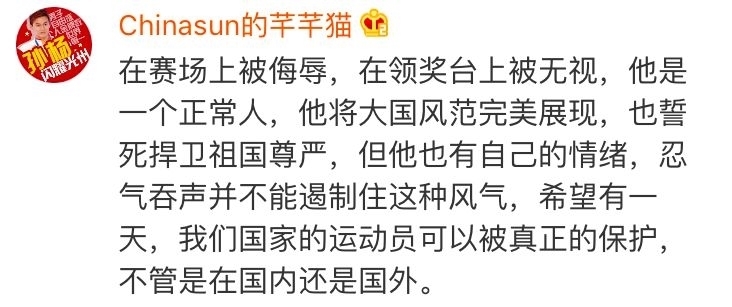 Chinasun的芊芊猫
孙杨
闪耀光州
在赛场上被侮辱，在领奖台上被无视，他是
一个正常人，他将大国风范完美展现，也誓
死捍卫祖国尊严，但他也有自己的情绪，忍
气吞声并不能遏制住这种风气，希望有一
天，我们国家的运动员可以被真正的保护，
不管是在国内还是国外。